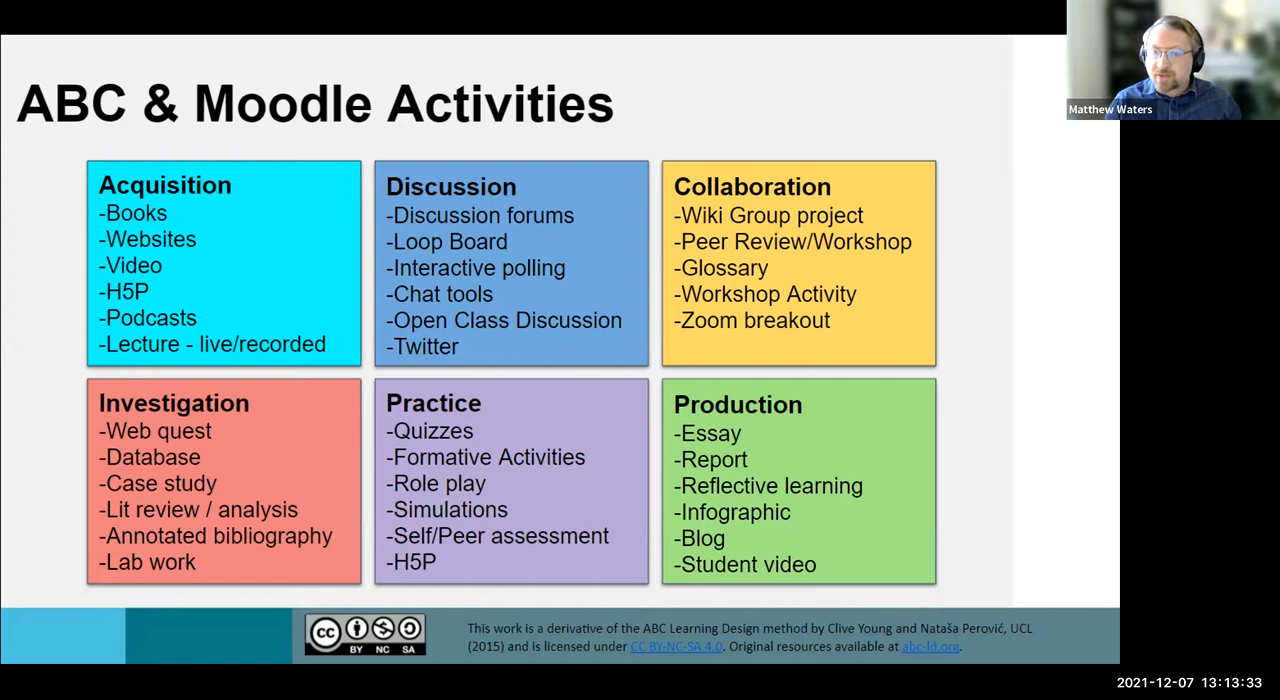 ABC & Moodle Activities
Matthew Waters
Acquisition
-Books
-Websites
-Video
-H5P
-Podcasts
-Lecture - live/recorded
Discussion
-Discussion forums
-Loop Board
-Interactive polling
-Chat tools
-Open Class Discussion
-Twitter
Collaboration
-Wiki Group project
-Peer Review/Workshop
-Glossary
-Workshop Activity
-Zoom breakout
Investigation
-Web quest
-Database
-Case study
-Lit review / analysis
-Annotated bibliography
-Lab work
Practice
-Quizzes
-Formative Activities
-Role play
-Simulations
-Self/Peer assessment
-H5P
Production
-Essay
-Report
-Reflective learning
-Infographic
-Blog
-Student video
cc
BY NC SA
This work is a derivative of the ABC Learning Design method by Clive Young and Nataša Perović, UCL
(2015) and is licensed under CC BY-NC-SA 4.0. Original resources available at abc-ld.org.
2021-12-07 13:13:33